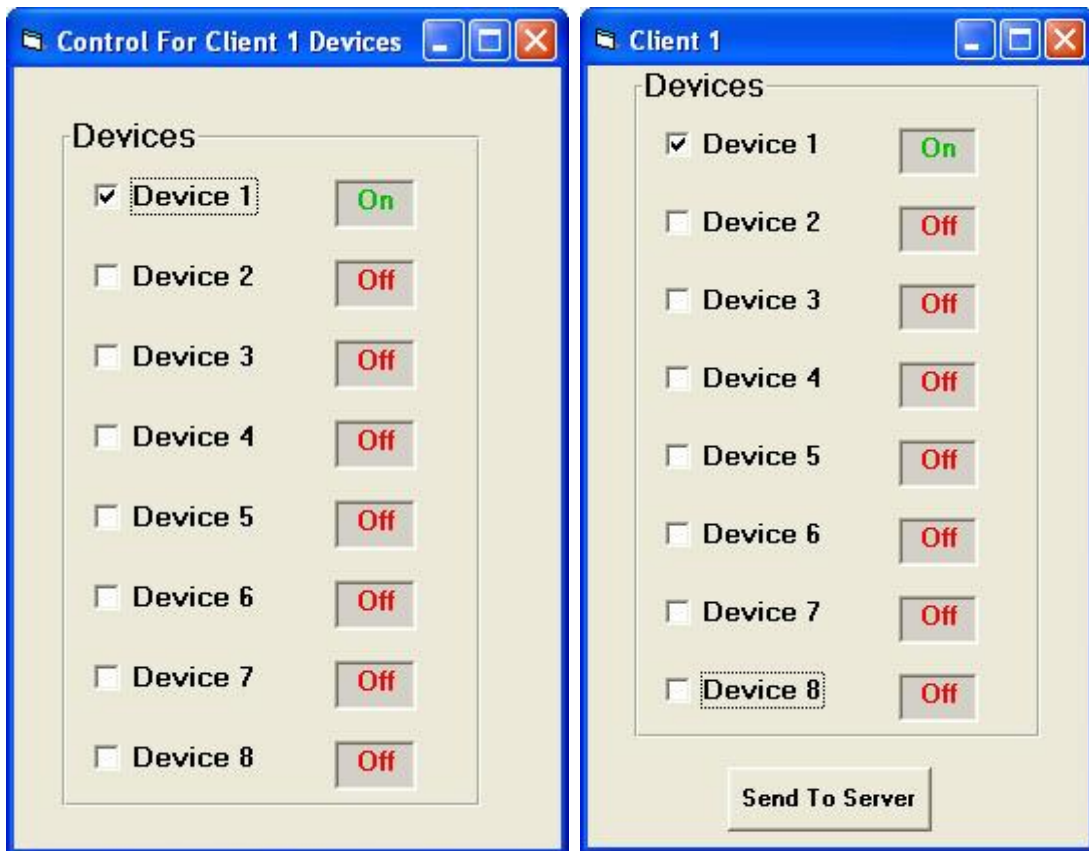 Control For Client 1 Devices
Devices
Device 1 On
Device 2 Off
Device 3 Off
Device 4 Off
Device 5 Off
Device 6 Off
Device 7 Off
Device 8 Off
Client 1
Devices
Device 1 On
Device 2 Off
Device 3 Off
Device 4 Off
Device 5 Off
Device 6 Off
Device 7 Off
Device 8 Off
Send To Server